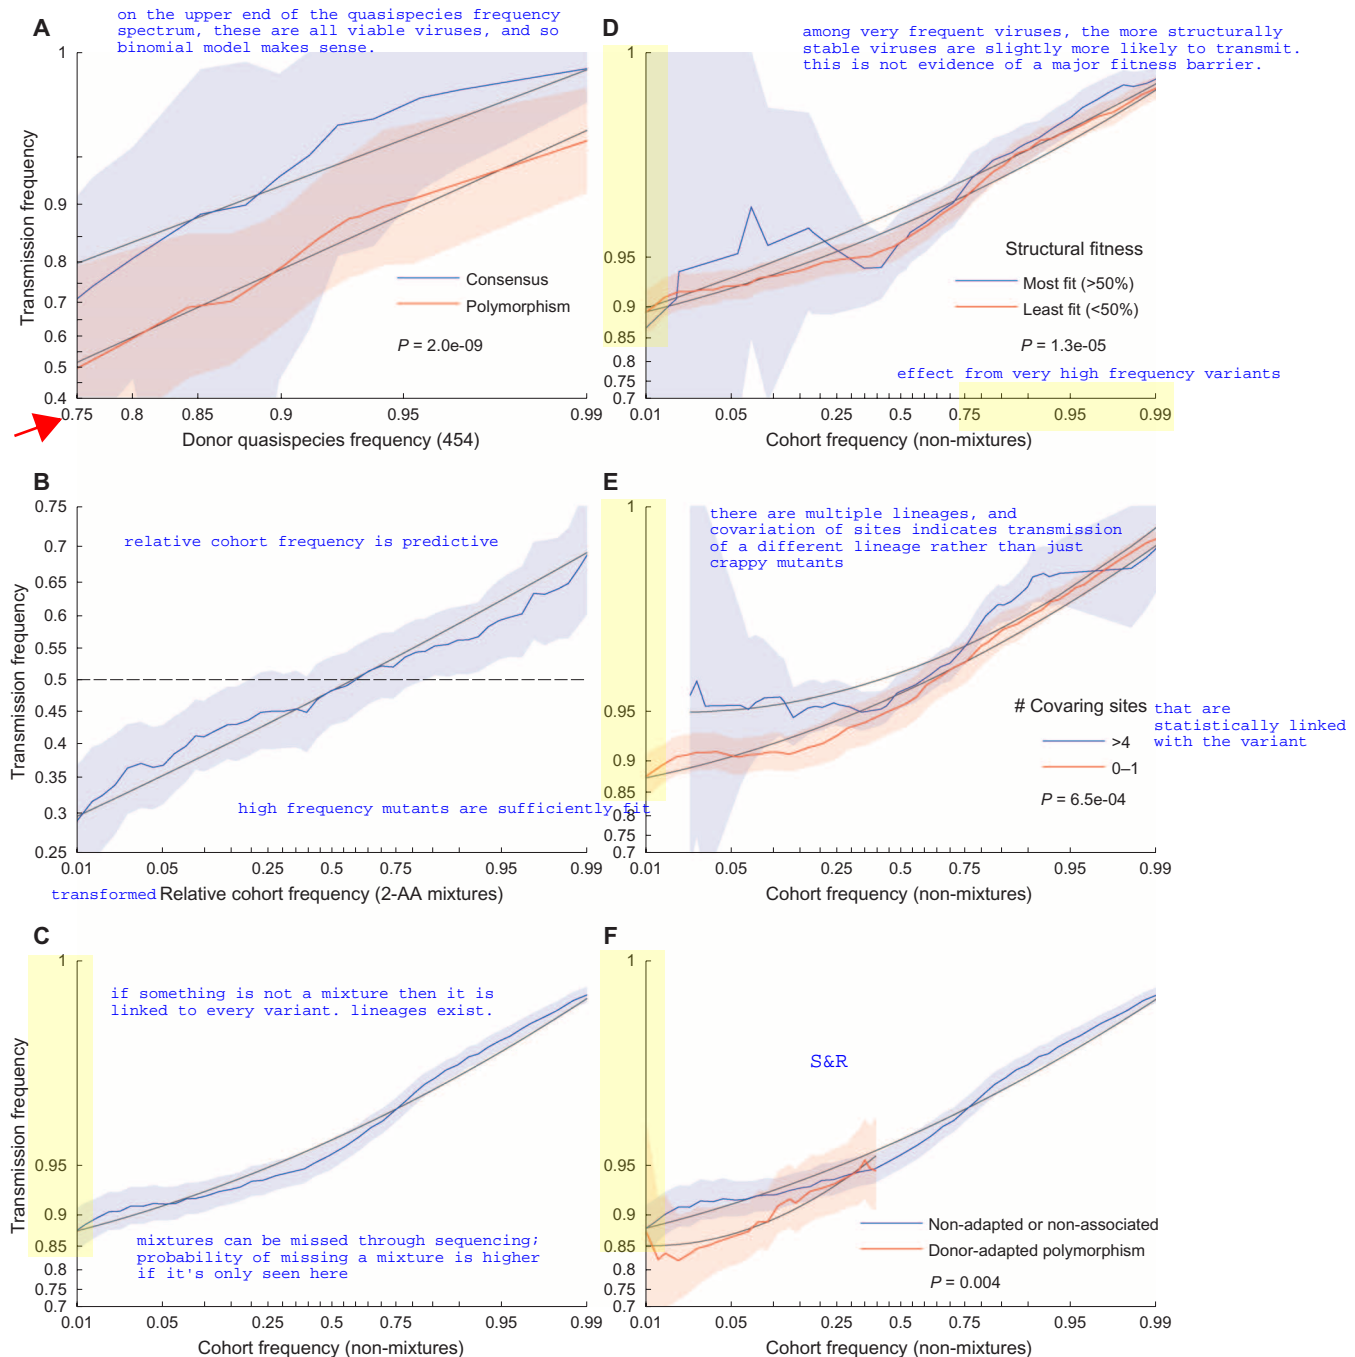 A
on the upper end of the quasispecies frequency
spectrum, these are all viable viruses, and so
binomial model makes sense.
1
0.9
0.8
0.7
0.6
0.5
0.4
Transmission frequency
Consensus
Polymorphism
P = 2.0e-09
0.75 0.8 0.85 0.9 0.95 0.99
Donor quasispecies frequency (454)
D
among very frequent viruses, the more structurally
stable viruses are slightly more likely to transmit.
this is not evidence of a major fitness barrier.
1
0.95
0.9
0.85
0.8
0.75
0.7
Structural fitness
Most fit (>50%)
Least fit (<50%)
P = 1.3e-05
effect from very high frequency variants
0.01 0.05 0.25 0.5 0.75 0.95 0.99
Cohort frequency (non-mixtures)
B
0.75
0.7
0.65
0.6
0.55
0.5
0.45
0.4
0.35
0.3
0.25
Transmission frequency
relative cohort frequency is predictive
high frequency mutants are sufficiently fit
0.01 0.05 0.25 0.5 0.75 0.95 0.99
transformed Relative cohort frequency (2-AA mixtures)
E
there are multiple lineages, and
covariation of sites indicates transmission
of a different lineage rather than just
crappy mutants
1
0.95
0.9
0.85
0.8
0.75
0.7
# Covaring sites
>4
0–1
that are
statistically linked
with the variant
P = 6.5e-04
0.01 0.05 0.25 0.5 0.75 0.95 0.99
Cohort frequency (non-mixtures)
C
1
0.95
0.9
0.85
0.8
0.75
0.7
Transmission frequency
if something is not a mixture then it is
linked to every variant. lineages exist.
mixtures can be missed through sequencing;
probability of missing a mixture is higher
if it's only seen here
0.01 0.05 0.25 0.5 0.75 0.95 0.99
Cohort frequency (non-mixtures)
F
1
0.95
0.9
0.85
0.8
0.75
0.7
S&R
Non-adapted or non-associated
Donor-adapted polymorphism
P = 0.004
0.01 0.05 0.25 0.5 0.75 0.95 0.99
Cohort frequency (non-mixtures)